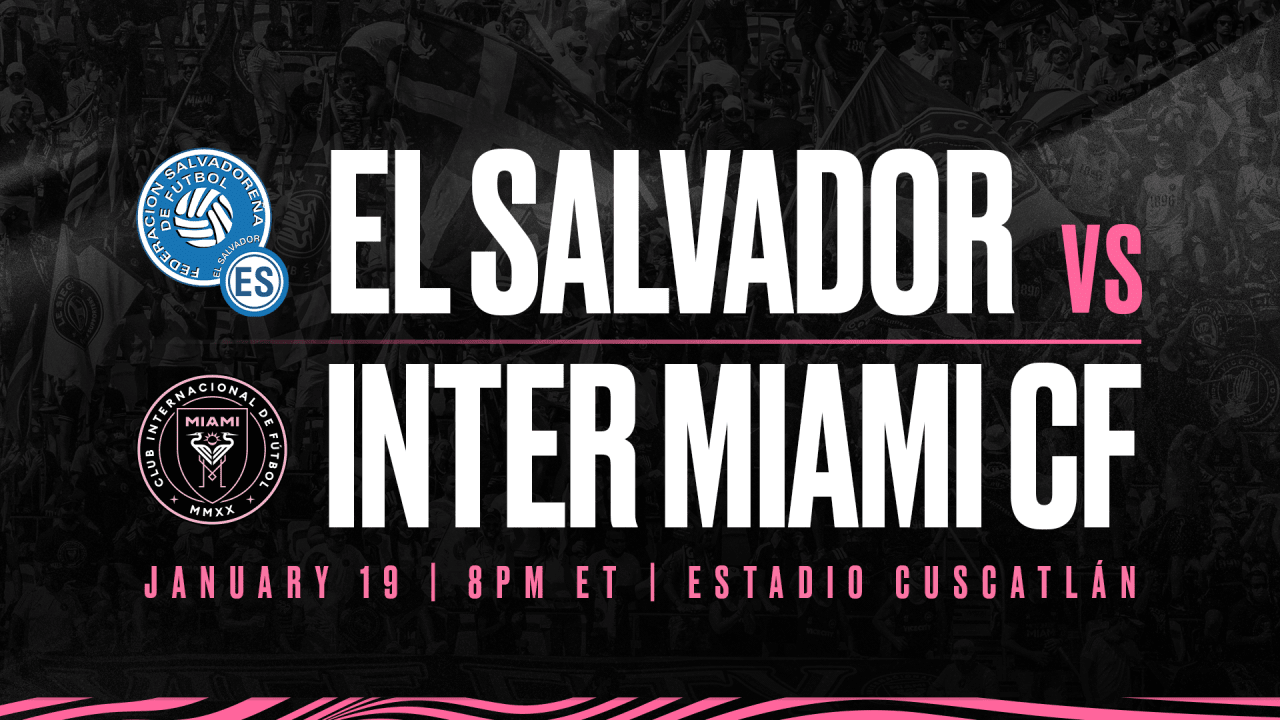 FEDERACION SALVADOREÑA
DE FUTBOL
EL SALVADOR
ES
EL SALVADOR VS
CLUB INTERNACIONAL DE FÚTBOL
MIAMI
MMXX
INTER MIAMI CF
JANUARY 19 | 8PM ET | ESTADIO CUSCATLÁN